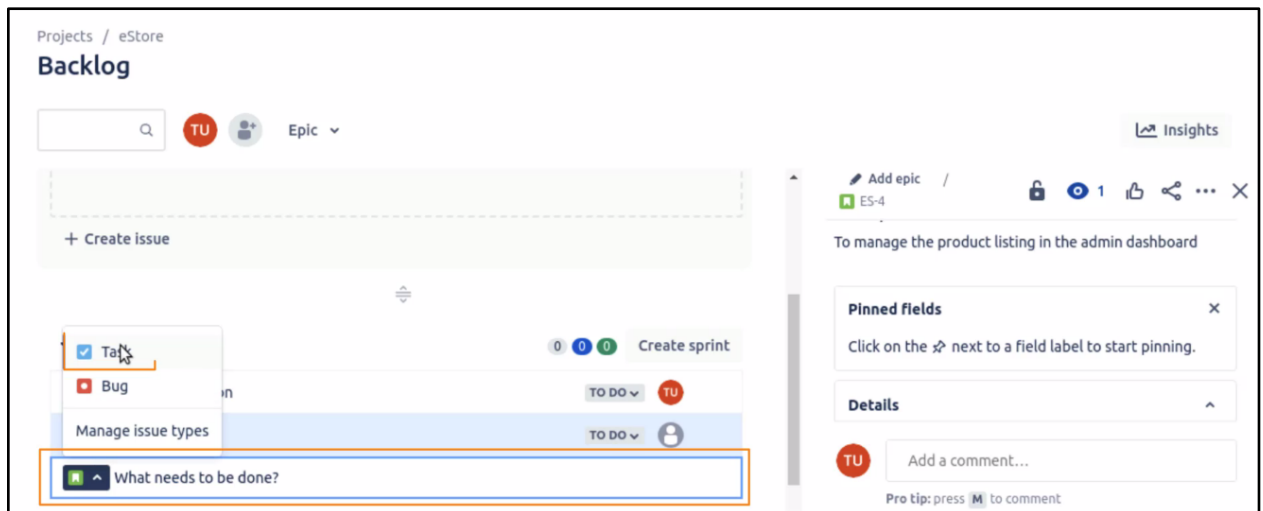 Projects / eStore
Backlog
TU
Epic
Insights
Create issue
Add epic /
ES-4
1
To manage the product listing in the admin dashboard
Pinned fields
Click on the next to a field label to start pinning.
Task
Bug
Manage issue types
0 0 0
Create sprint
on
TO DO
TU
TO DO
What needs to be done?
Details
TU
Add a comment...
Pro tip: press M to comment